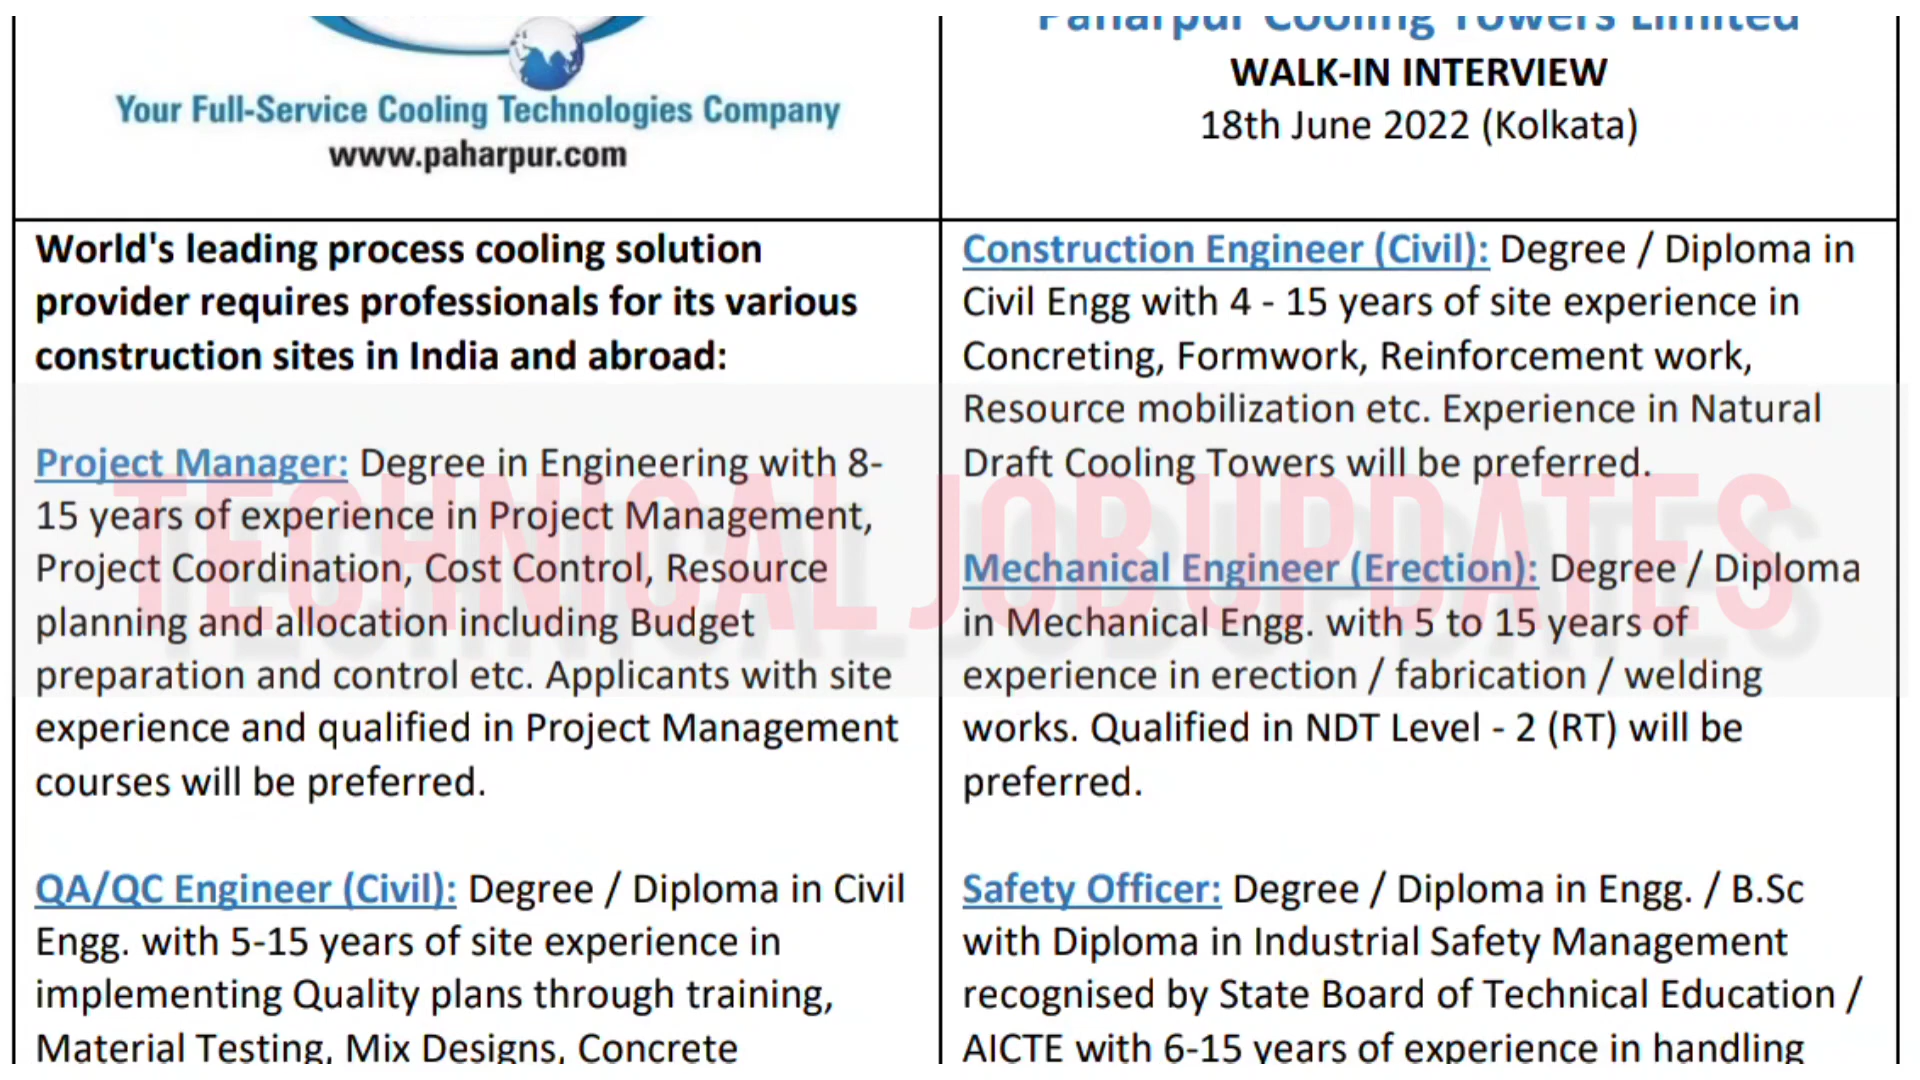 Your Full-Service Cooling Technologies Company
www.paharpur.com
Paharpur Cooling Towers Limited
WALK-IN INTERVIEW
18th June 2022 (Kolkata)
World's leading process cooling solution
provider requires professionals for its various
construction sites in India and abroad:
Project Manager: Degree in Engineering with 8-
15 years of experience in Project Management,
Project Coordination, Cost Control, Resource
planning and allocation including Budget
preparation and control etc. Applicants with site
experience and qualified in Project Management
courses will be preferred.
QA/QC Engineer (Civil): Degree / Diploma in Civil
Engg. with 5-15 years of site experience in
implementing Quality plans through training,
Material Testing, Mix Designs, Concrete
Construction Engineer (Civil): Degree / Diploma in
Civil Engg with 4 - 15 years of site experience in
Concreting, Formwork, Reinforcement work,
Resource mobilization etc. Experience in Natural
Draft Cooling Towers will be preferred.
Mechanical Engineer (Erection): Degree / Diploma
in Mechanical Engg. with 5 to 15 years of
experience in erection / fabrication / welding
works. Qualified in NDT Level - 2 (RT) will be
preferred.
Safety Officer: Degree / Diploma in Engg. / B.Sc
with Diploma in Industrial Safety Management
recognised by State Board of Technical Education /
AICTE with 6-15 years of experience in handling
TECHNICAL JOB UPDATES